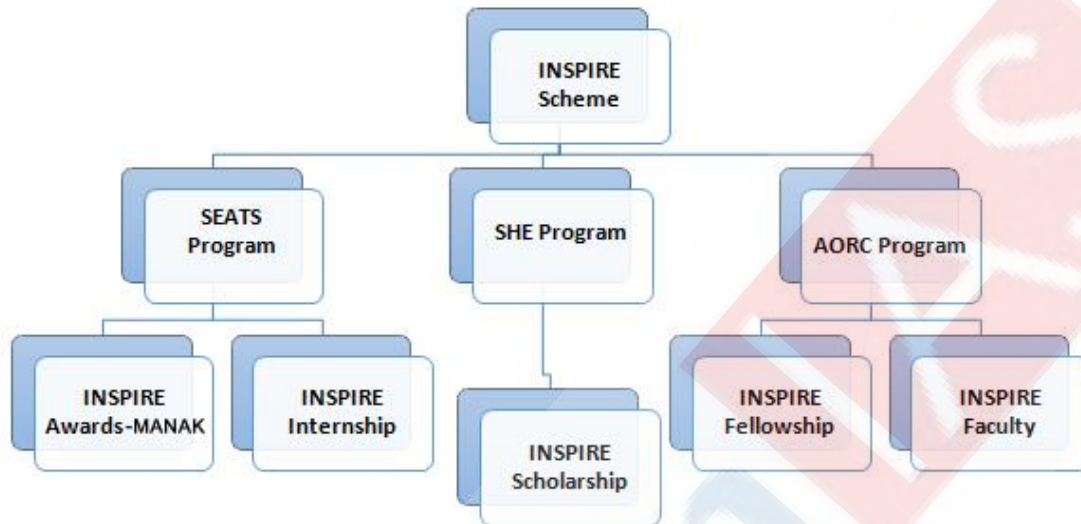 INSPIRE
Scheme
SEATS
Program
SHE Program
AORC Program
INSPIRE
Awards-MANAK
INSPIRE
Internship
INSPIRE
Scholarship
INSPIRE
Fellowship
INSPIRE
Faculty